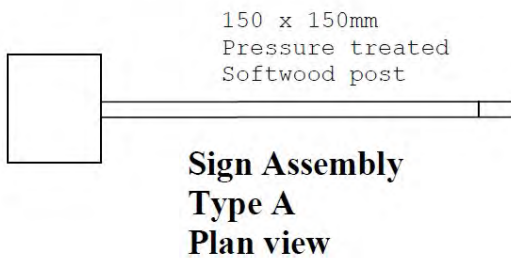 150 x 150mm
Pressure treated
Softwood post
Sign Assembly
Type A
Plan view